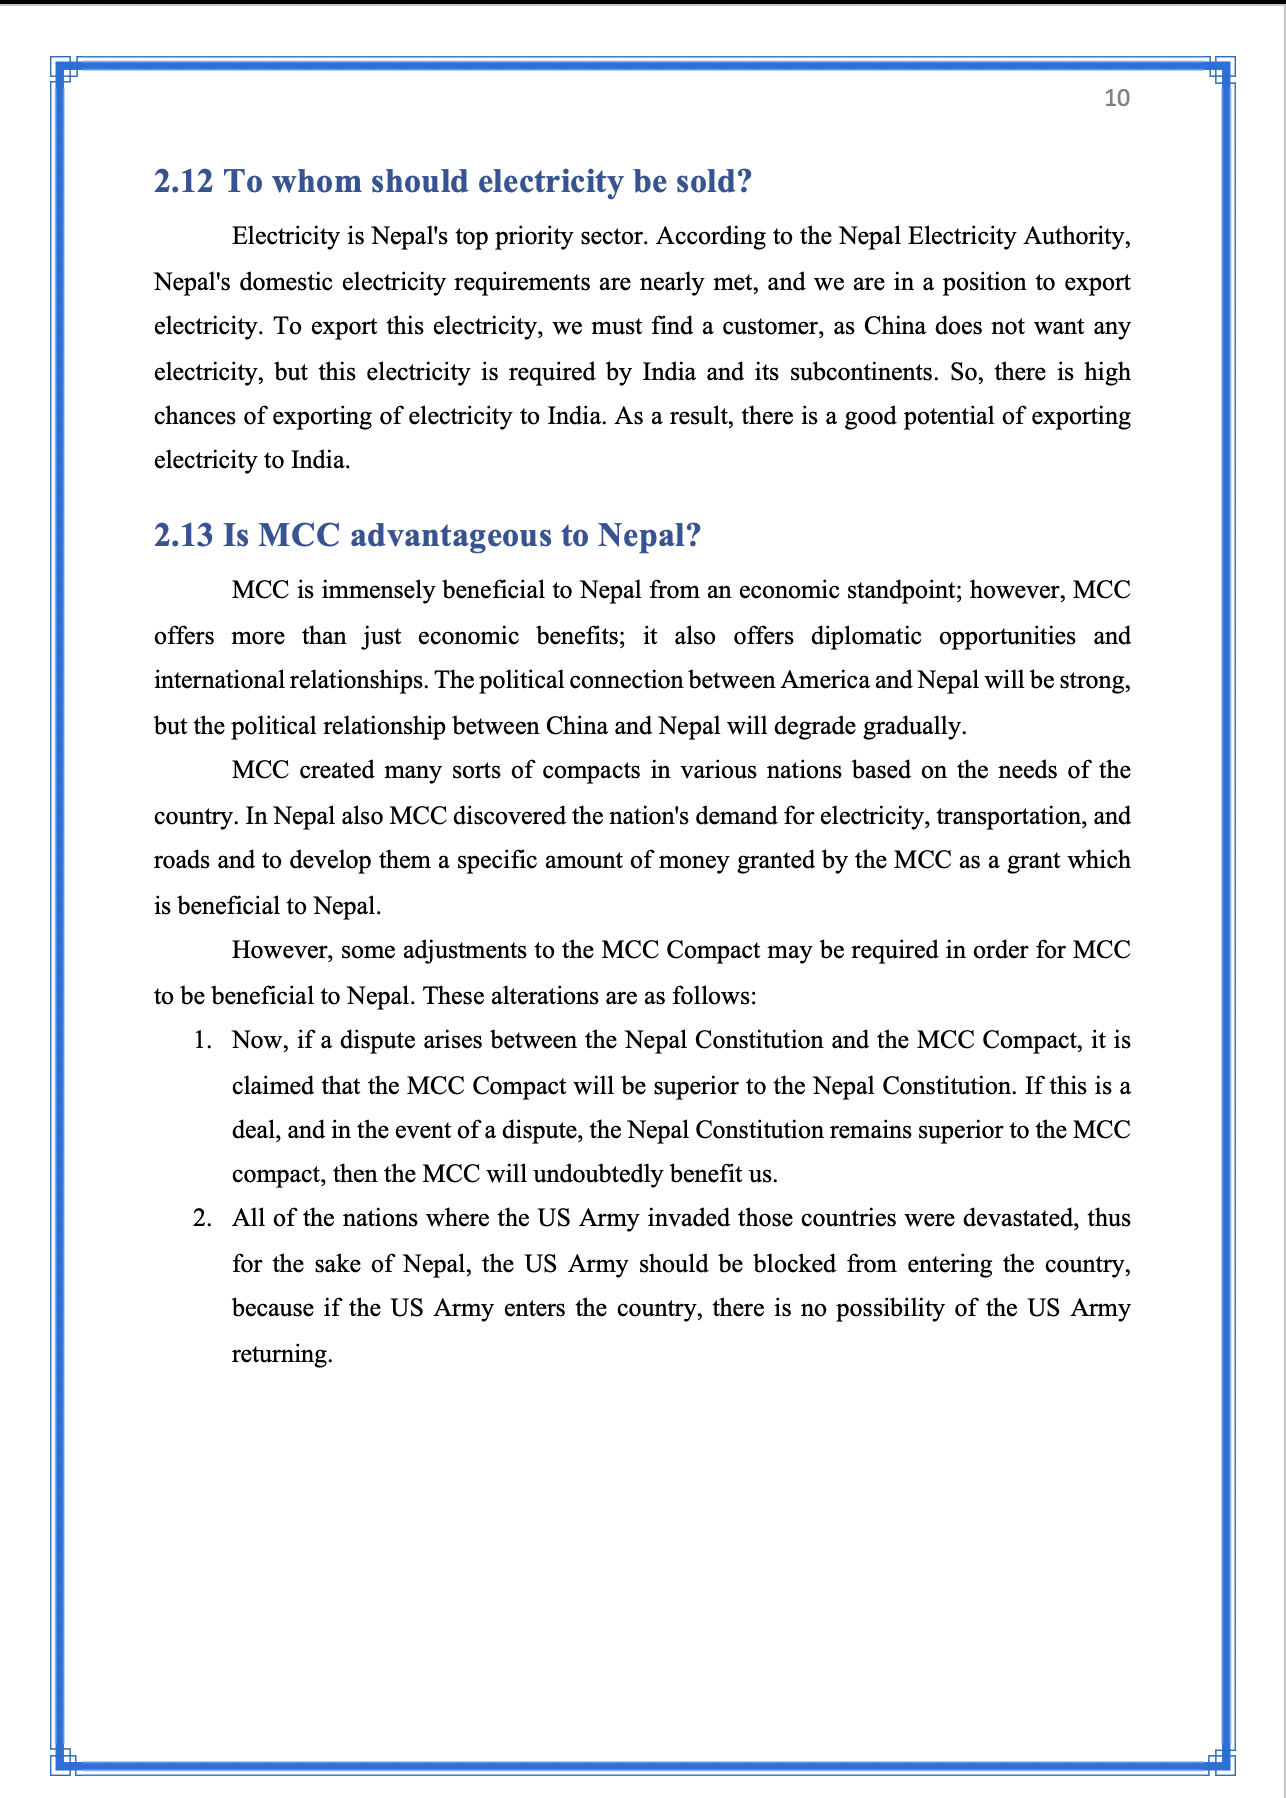 10
2.12 To whom should electricity be sold?
Electricity is Nepal's top priority sector. According to the Nepal Electricity Authority,
Nepal's domestic electricity requirements are nearly met, and we are in a position to export
electricity. To export this electricity, we must find a customer, as China does not want any
electricity, but this electricity is required by India and its subcontinents. So, there is high
chances of exporting of electricity to India. As a result, there is a good potential of exporting
electricity to India.
2.13 Is MCC advantageous to Nepal?
MCC is immensely beneficial to Nepal from an economic standpoint; however, MCC
offers more than just economic benefits; it also offers diplomatic opportunities and
international relationships. The political connection between America and Nepal will be strong,
but the political relationship between China and Nepal will degrade gradually.
MCC created many sorts of compacts in various nations based on the needs of the
country. In Nepal also MCC discovered the nation's demand for electricity, transportation, and
roads and to develop them a specific amount of money granted by the MCC as a grant which
is beneficial to Nepal.
However, some adjustments to the MCC Compact may be required in order for MCC
to be beneficial to Nepal. These alterations are as follows:
1. Now, if a dispute arises between the Nepal Constitution and the MCC Compact, it is
claimed that the MCC Compact will be superior to the Nepal Constitution. If this is a
deal, and in the event of a dispute, the Nepal Constitution remains superior to the MCC
compact, then the MCC will undoubtedly benefit us.
2. All of the nations where the US Army invaded those countries were devastated, thus
for the sake of Nepal, the US Army should be blocked from entering the country,
because if the US Army enters the country, there is no possibility of the US Army
returning.